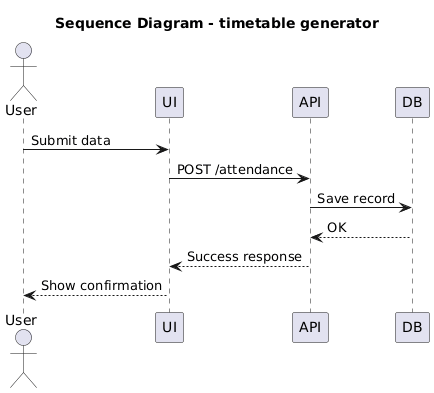 Sequence Diagram - timetable generator
User
UI
API
DB
Submit data
POST /attendance
Save record
OK
Success response
Show confirmation
User
UI
API
DB